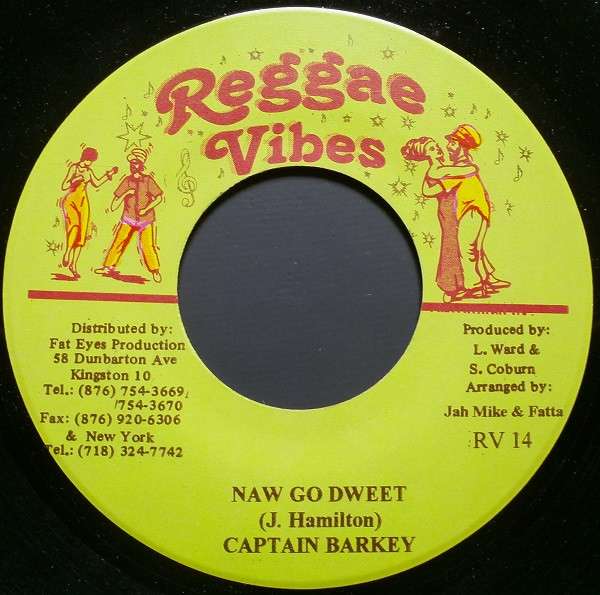 Reggae
Vibes
Distributed by:
Fat Eyes Production
58 Dunbarton Ave
Kingston 10
Tel.: (876) 754-3669,
/754-3670
Fax: (876) 920-6306
& New York
Tel.: (718) 324-7742
Produced by:
L. Ward &
S. Coburn
Arranged by:
Jah Mike & Fatta
RV 14
NAW GO DWEET
(J. Hamilton)
CAPTAIN BARKEY